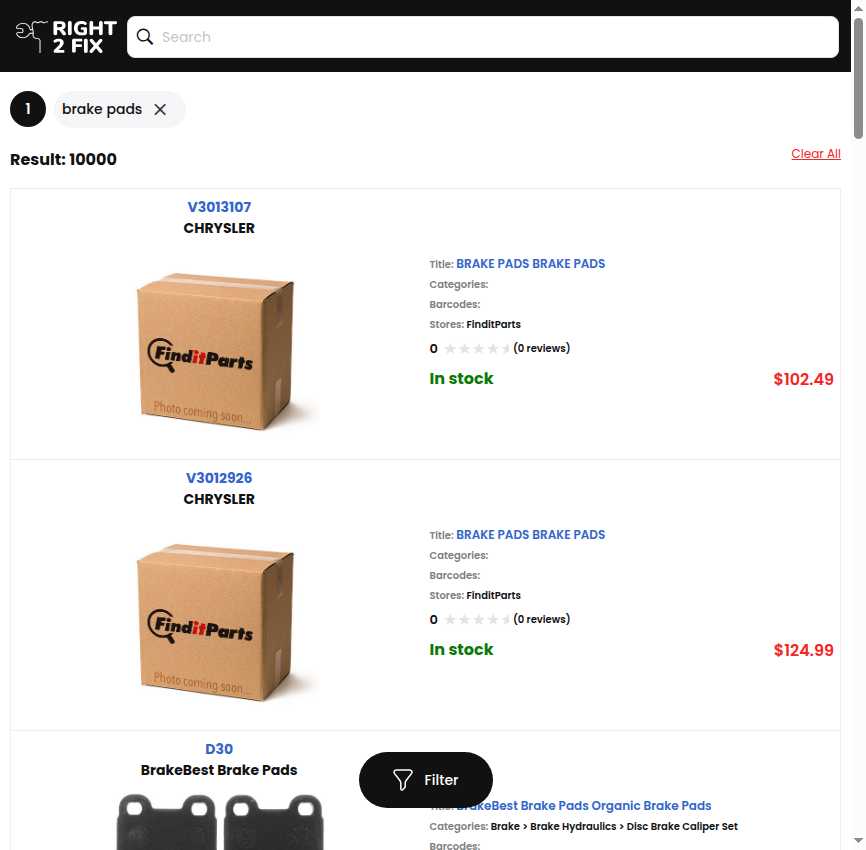 RIGHT
2 FIX
Search
1
brake pads
Result: 10000
Clear All
V3013107
CHRYSLER
FinditParts
Photo coming soon...
Title: BRAKE PADS BRAKE PADS
Categories:
Barcodes:
Stores: FinditParts
0 (0 reviews)
In stock
$102.49
V3012926
CHRYSLER
FinditParts
Photo coming soon...
Title: BRAKE PADS BRAKE PADS
Categories:
Barcodes:
Stores: FinditParts
0 (0 reviews)
In stock
$124.99
D30
BrakeBest Brake Pads
Filter
Title: BrakeBest Brake Pads Organic Brake Pads
Categories: Brake > Brake Hydraulics > Disc Brake Caliper Set
Barcodes: